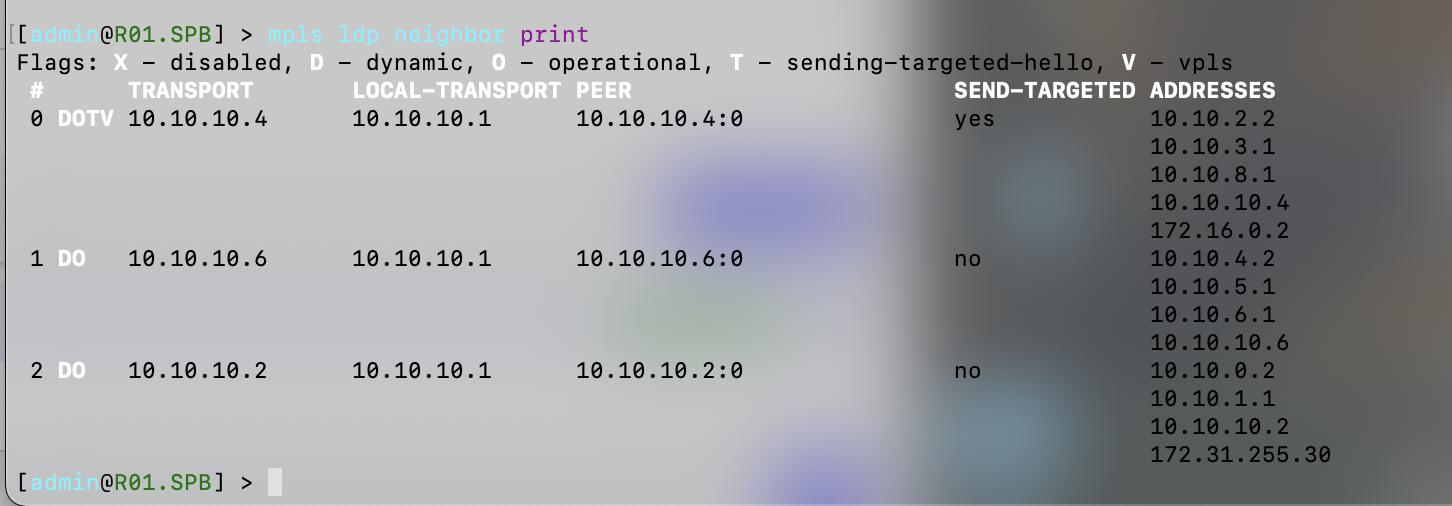 [[admin@R01.SPB] > mpls ldp neighbor print
Flags: X - disabled, D - dynamic, O - operational, T - sending-targeted-hello, V - vpls
 #      TRANSPORT       LOCAL-TRANSPORT PEER                       SEND-TARGETED ADDRESSES
 0 DOTV 10.10.10.4      10.10.10.1      10.10.10.4:0               yes           10.10.2.2
                                                                                 10.10.3.1
                                                                                 10.10.8.1
                                                                                 10.10.10.4
                                                                                 172.16.0.2
 1 DO   10.10.10.6      10.10.10.1      10.10.10.6:0               no            10.10.4.2
                                                                                 10.10.5.1
                                                                                 10.10.6.1
                                                                                 10.10.10.6
 2 DO   10.10.10.2      10.10.10.1      10.10.10.2:0               no            10.10.0.2
                                                                                 10.10.1.1
                                                                                 10.10.10.2
                                                                                 172.31.255.30
[admin@R01.SPB] >